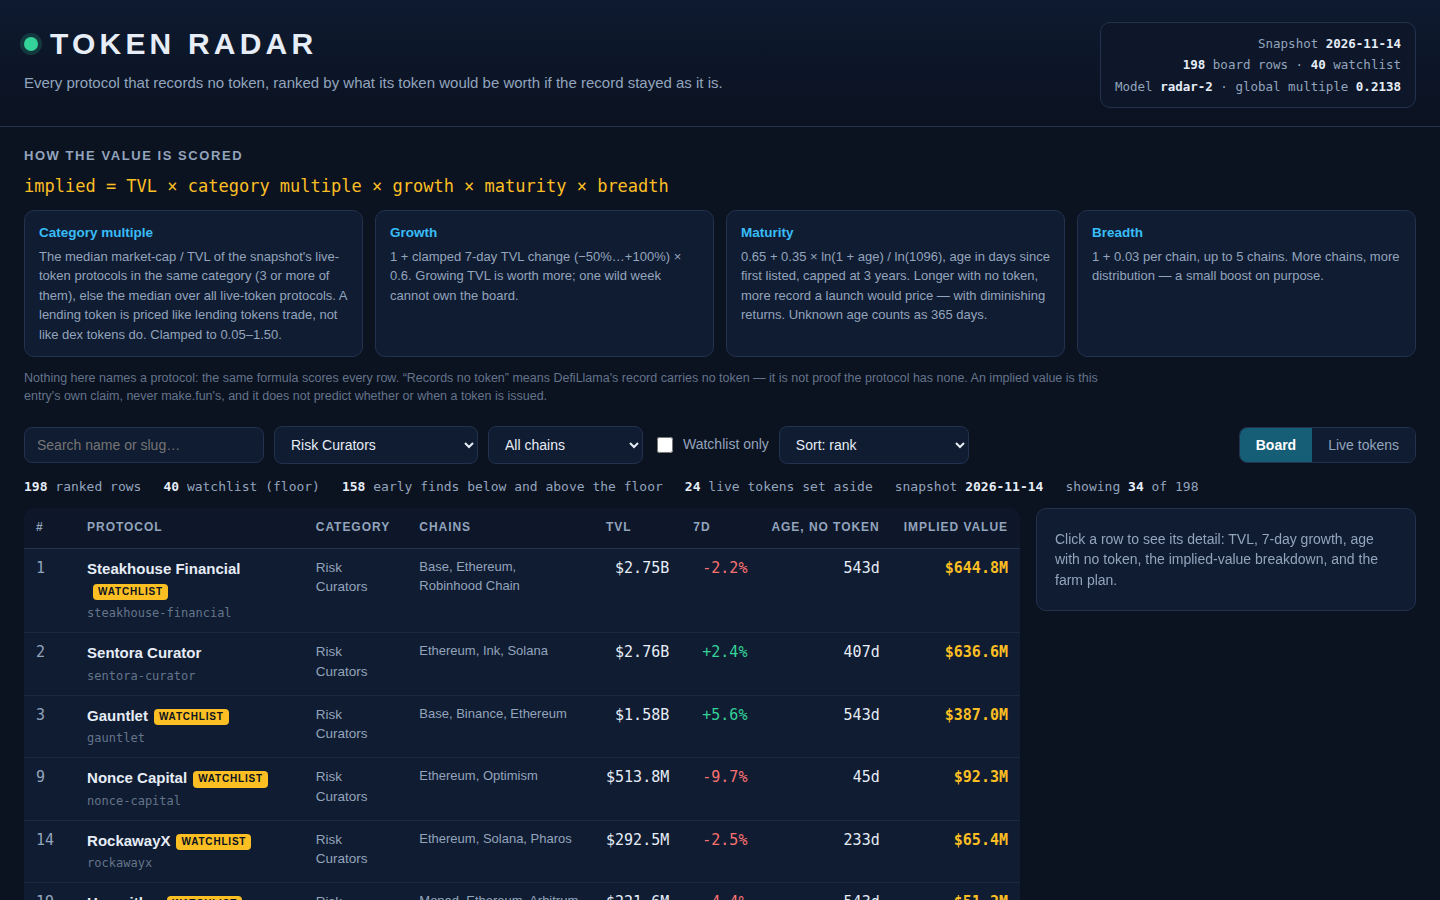 TOKEN RADAR
Every protocol that records no token, ranked by what its token would be worth if the record stayed as it is.
Snapshot 2026-11-14
198 board rows · 40 watchlist
Model radar-2 · global multiple 0.2138
HOW THE VALUE IS SCORED
implied = TVL × category multiple × growth × maturity × breadth
Category multiple
The median market-cap / TVL of the snapshot's live-
token protocols in the same category (3 or more of
them), else the median over all live-token protocols. A
lending token is priced like lending tokens trade, not
like dex tokens do. Clamped to 0.05–1.50.
Growth
1 + clamped 7-day TVL change (−50%…+100%) ×
0.6. Growing TVL is worth more; one wild week
cannot own the board.
Maturity
0.65 + 0.35 × ln(1 + age) / ln(1096), age in days since
first listed, capped at 3 years. Longer with no token,
more record a launch would price — with diminishing
returns. Unknown age counts as 365 days.
Breadth
1 + 0.03 per chain, up to 5 chains. More chains, more
distribution — a small boost on purpose.
Nothing here names a protocol: the same formula scores every row. “Records no token” means DefiLlama's record carries no token — it is not proof the protocol has none. An implied value is this
entry's own claim, never make.fun's, and it does not predict whether or when a token is issued.
Search name or slug… Risk Curators All chains Watchlist only Sort: rank Board Live tokens
198 ranked rows 40 watchlist (floor) 158 early finds below and above the floor 24 live tokens set aside snapshot 2026-11-14 showing 34 of 198
# PROTOCOL CATEGORY CHAINS TVL 7D AGE, NO TOKEN IMPLIED VALUE
1 Steakhouse Financial WATCHLIST steakhouse-financial Risk Curators Base, Ethereum, Robinhood Chain $2.75B -2.2% 543d $644.8M
2 Sentora Curator sentora-curator Risk Curators Ethereum, Ink, Solana $2.76B +2.4% 407d $636.6M
3 Gauntlet WATCHLIST gauntlet Risk Curators Base, Binance, Ethereum $1.58B +5.6% 543d $387.0M
9 Nonce Capital WATCHLIST nonce-capital Risk Curators Ethereum, Optimism $513.8M -9.7% 45d $92.3M
14 RockawayX WATCHLIST rockawayx Risk Curators Ethereum, Solana, Pharos $292.5M -2.5% 233d $65.4M
Click a row to see its detail: TVL, 7-day growth, age
with no token, the implied-value breakdown, and the
farm plan.